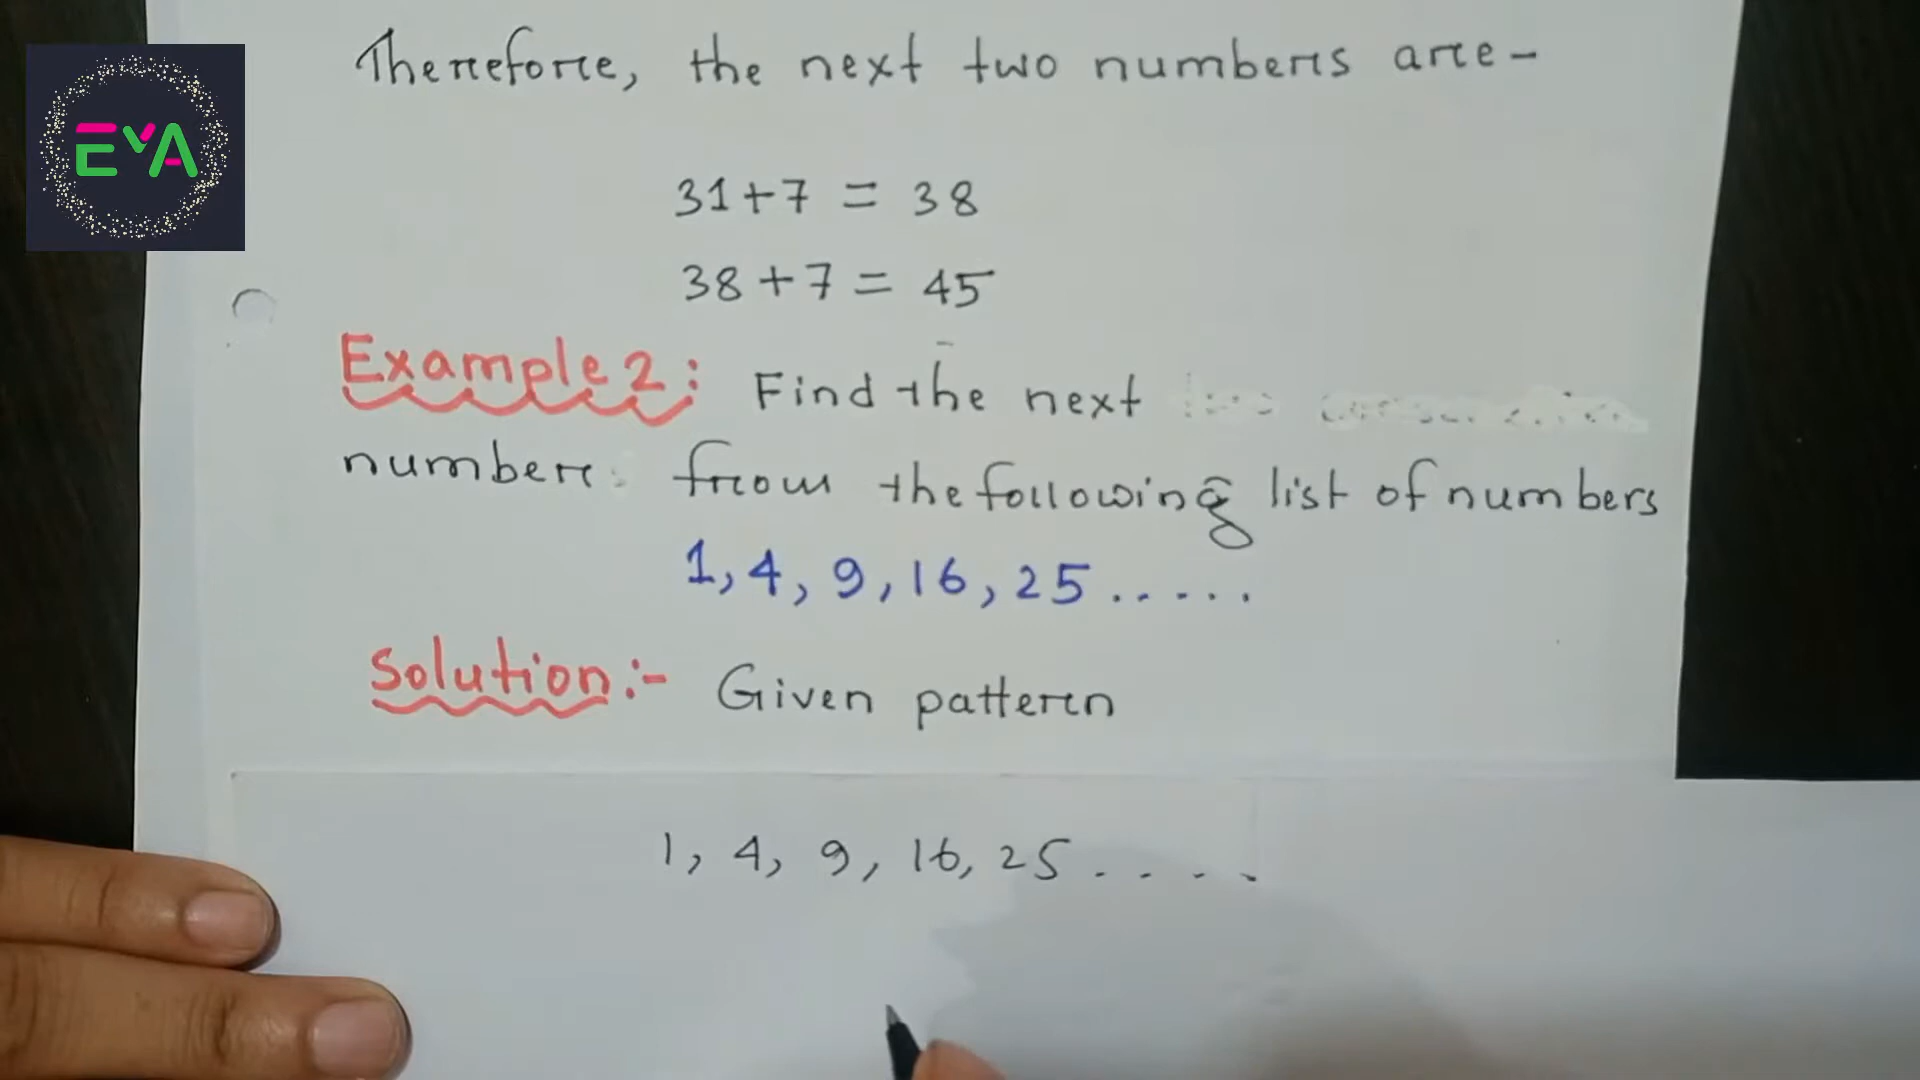 EYA
Therefore, the next two numbers are-
31+7 = 38
38+7 = 45
Example 2: Find the next
number from the following list of numbers
1, 4, 9, 16, 25.....
Solution:- Given pattern
1, 4, 9, 16, 25....